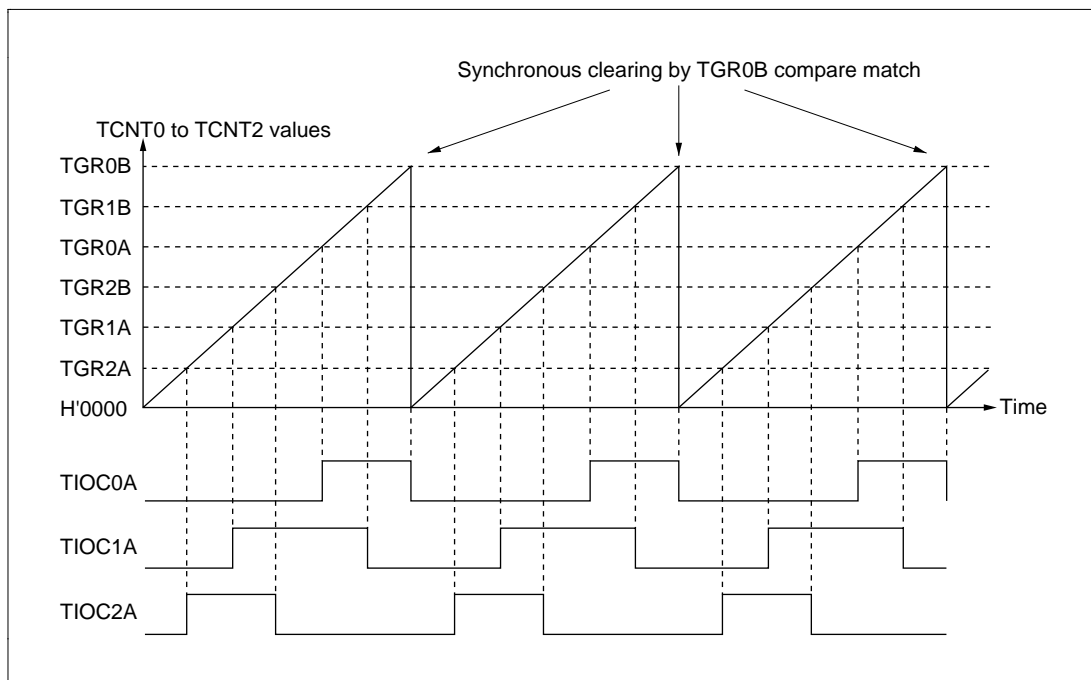 Synchronous clearing by TGR0B compare match
TCNT0 to TCNT2 values
TGR0B
TGR1B
TGR0A
TGR2B
TGR1A
TGR2A
H'0000
Time
TIOC0A
TIOC1A
TIOC2A